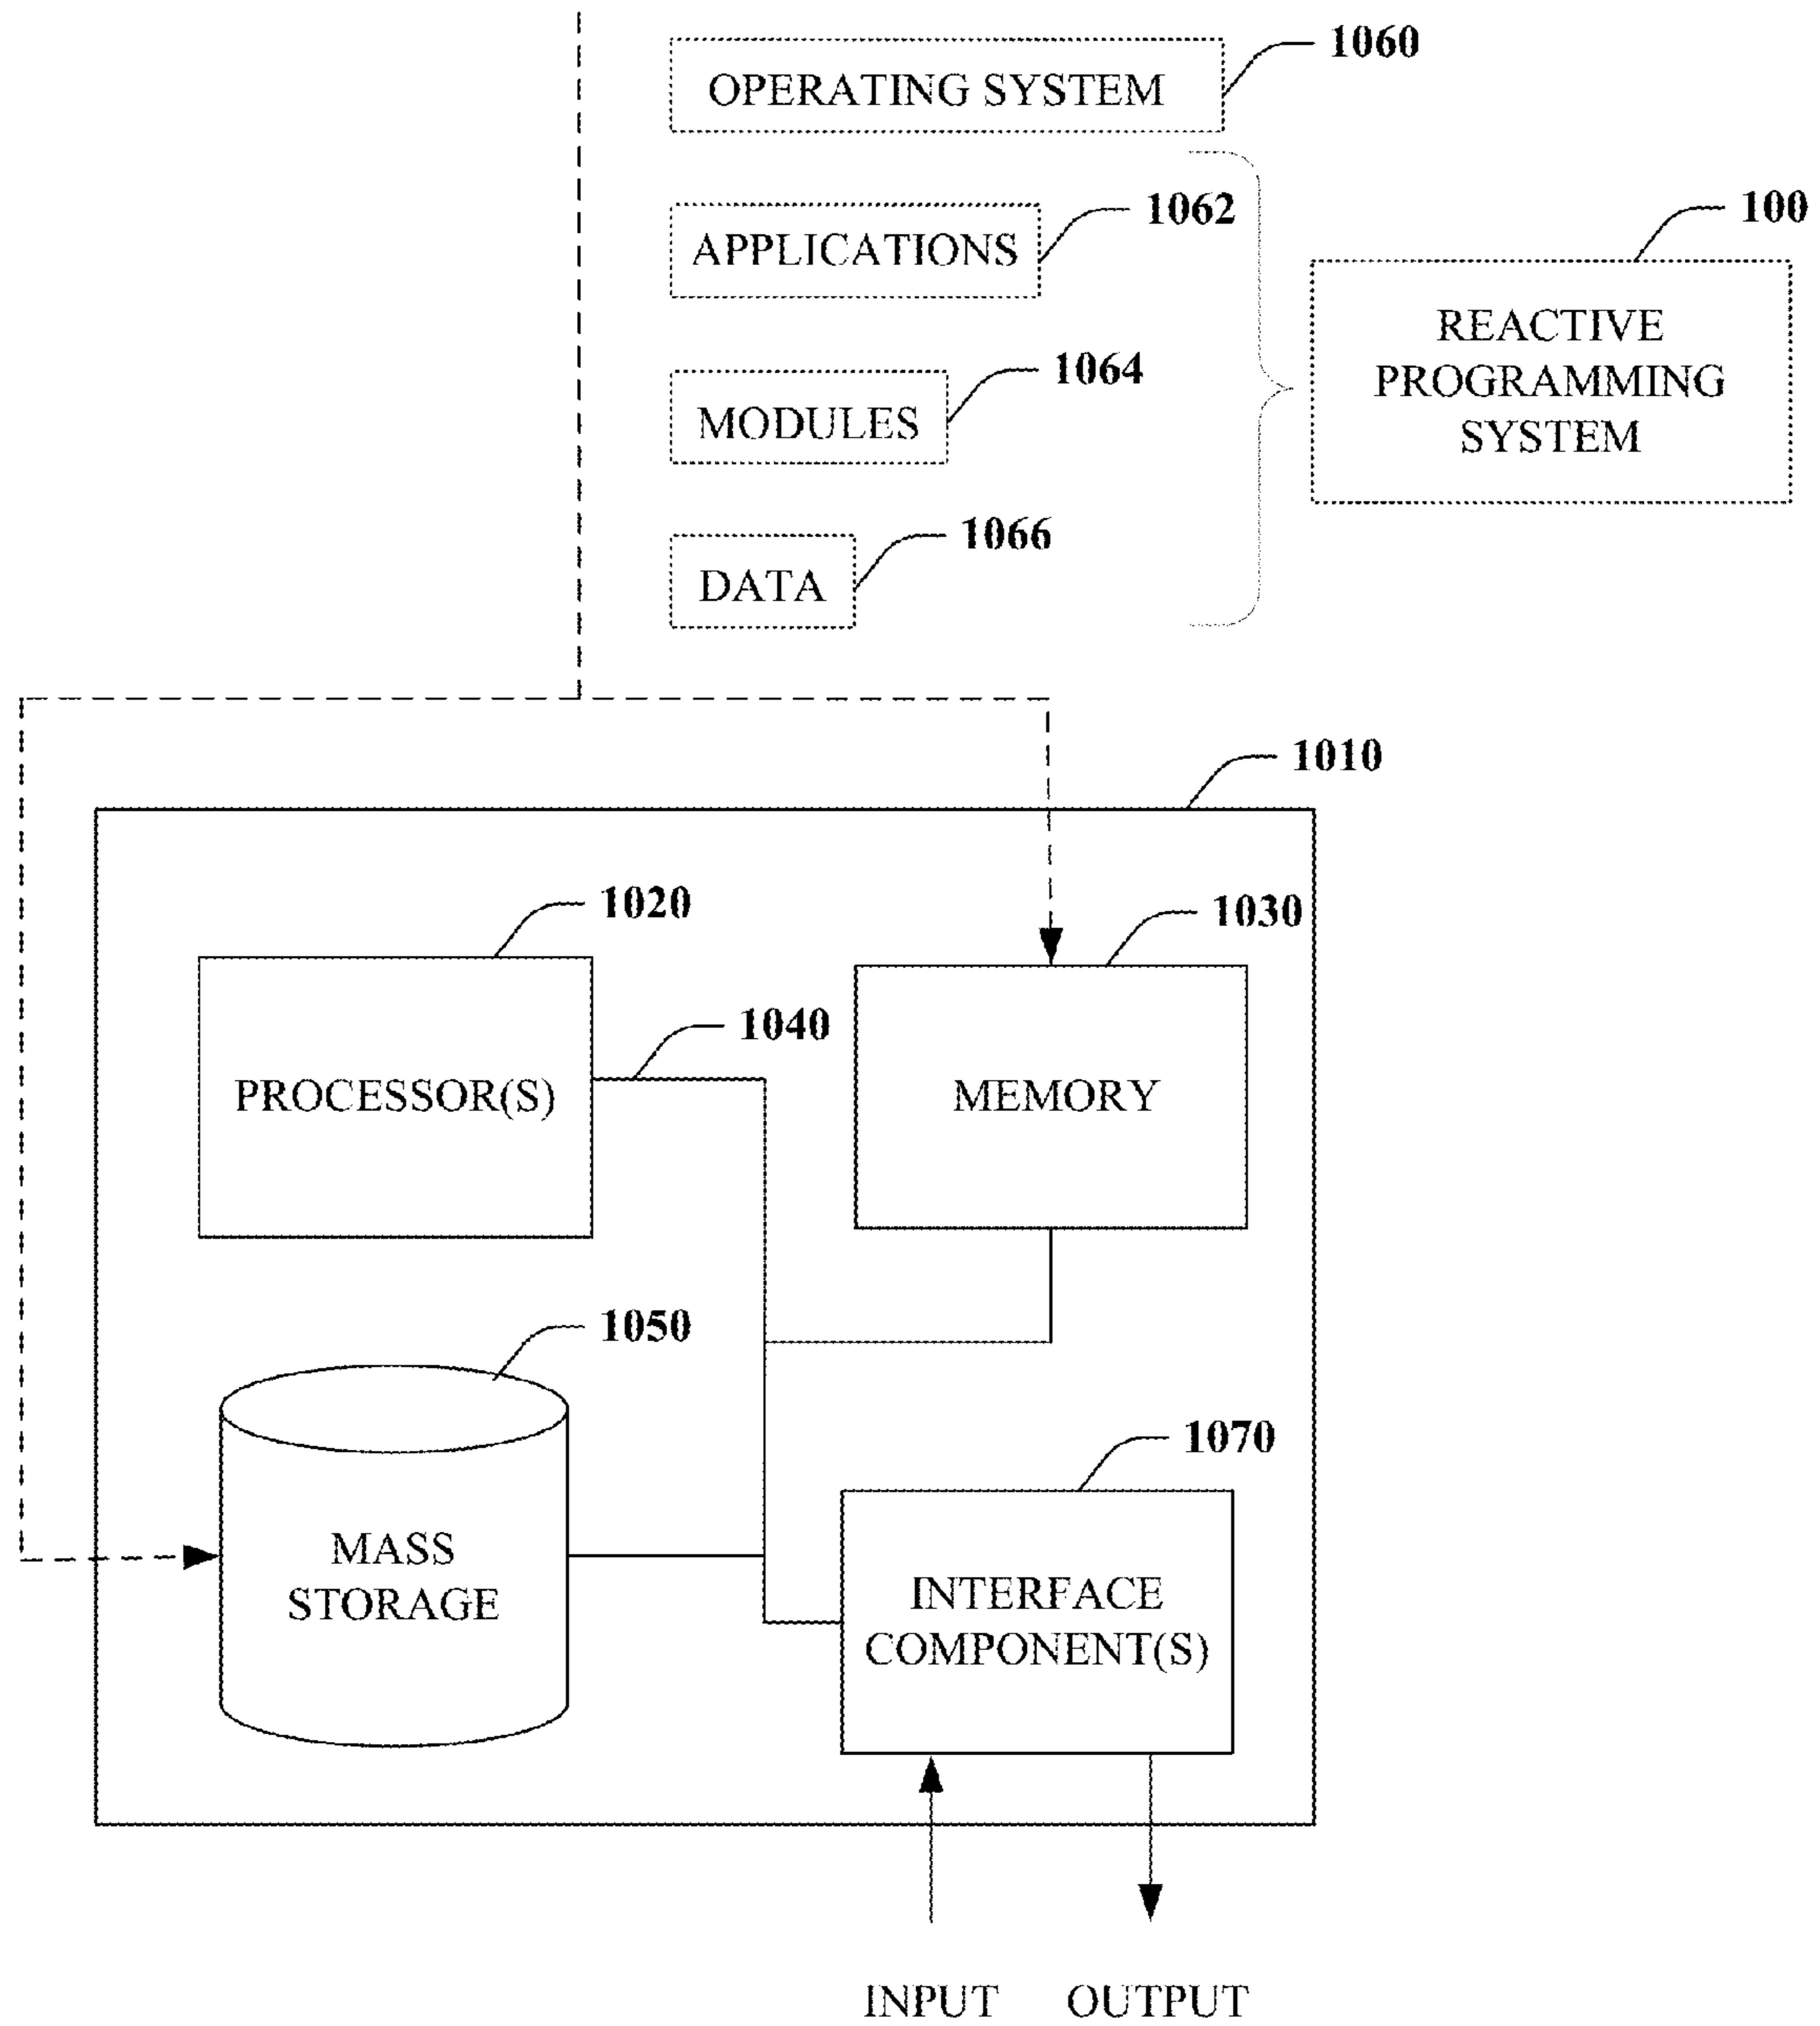 1060
OPERATING SYSTEM
1062
APPLICATIONS
100
REACTIVE
PROGRAMMING
SYSTEM
1064
MODULES
1066
DATA
1010
1020
PROCESSOR(S)
1030
MEMORY
1040
1050
MASS
STORAGE
1070
INTERFACE
COMPONENT(S)
INPUT
OUTPUT